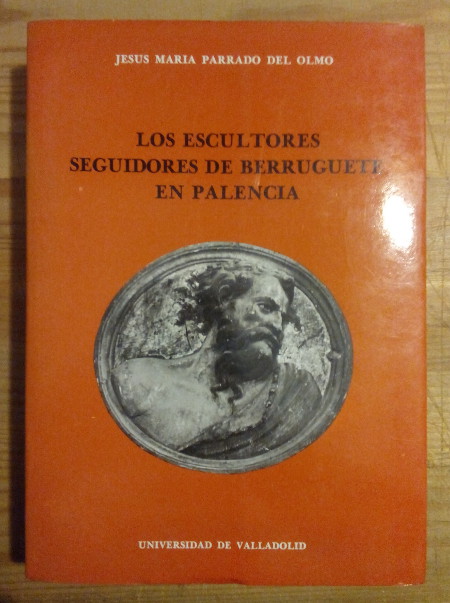 JESUS MARIA PARRADO DEL OLMO
LOS ESCULTORES
SEGUIDORES DE BERRUGUETE
EN PALENCIA
UNIVERSIDAD DE VALLADOLID